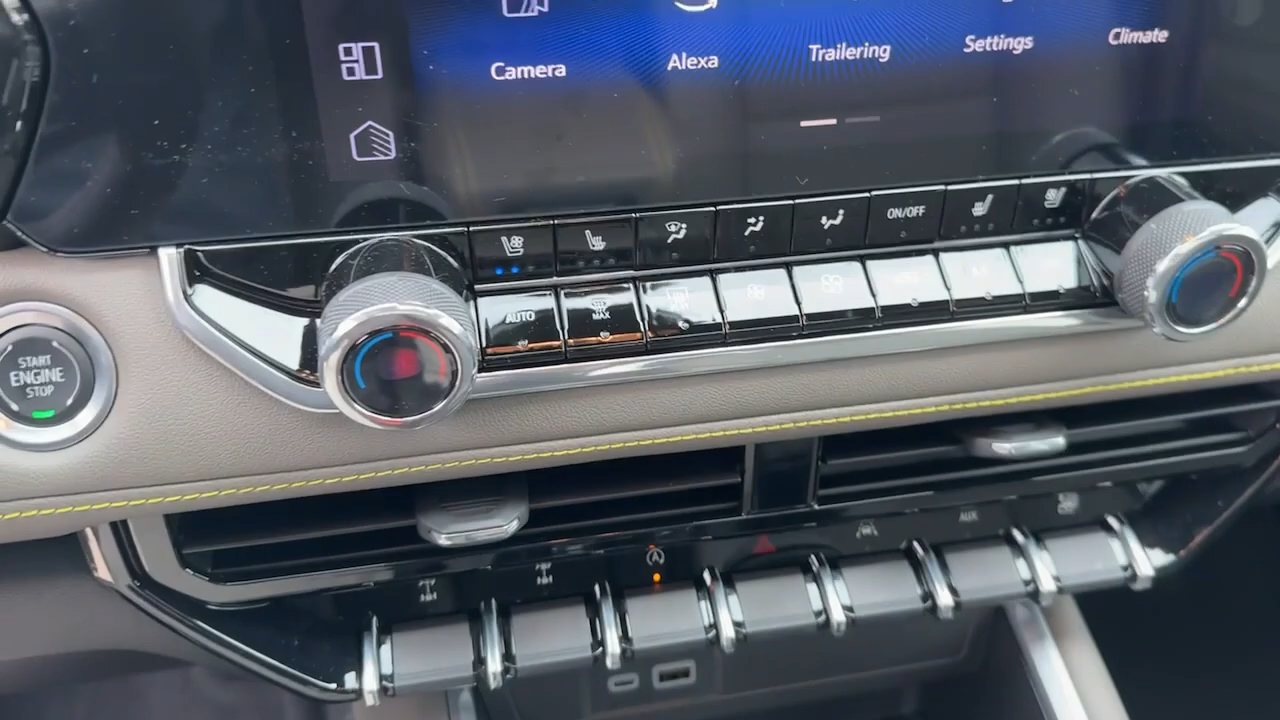 Camera
Alexa
Trailering
Settings
Climate
ON/OFF
AUTO
MAX
START
ENGINE
STOP
AUX